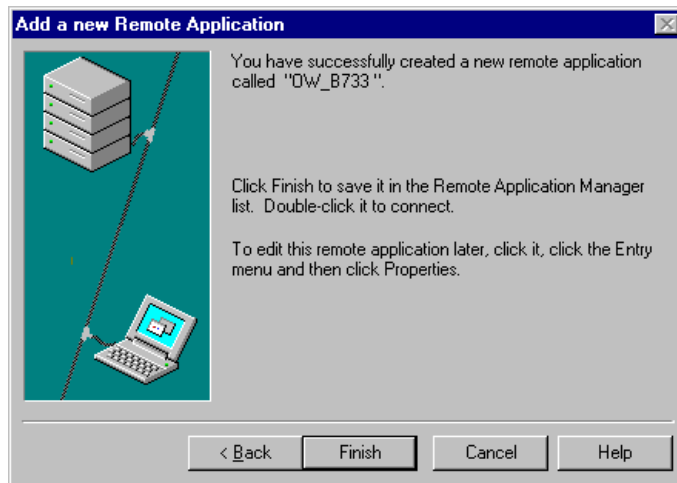 Add a new Remote Application
You have successfully created a new remote application
called "OW_B733 ".
Click Finish to save it in the Remote Application Manager
list. Double-click it to connect.
To edit this remote application later, click it, click the Entry
menu and then click Properties.
< Back
Finish
Cancel
Help